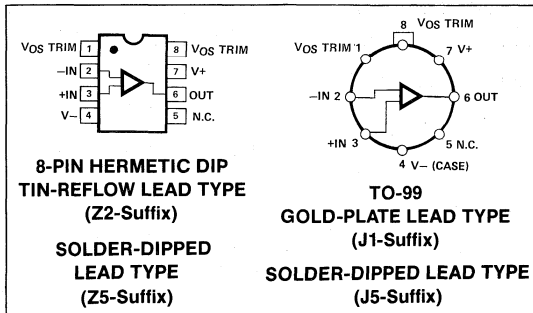 VOS TRIM 1 8 VOS TRIM
–IN 2 7 V+
+IN 3 6 OUT
V– 4 5 N.C.
8-PIN HERMETIC DIP
TIN-REFLOW LEAD TYPE
(Z2-Suffix)
SOLDER-DIPPED
LEAD TYPE
(Z5-Suffix)
8 VOS TRIM
VOS TRIM 1 7 V+
–IN 2 6 OUT
+IN 3 5 N.C.
4 V– (CASE)
TO-99
GOLD-PLATE LEAD TYPE
(J1-Suffix)
SOLDER-DIPPED LEAD TYPE
(J5-Suffix)